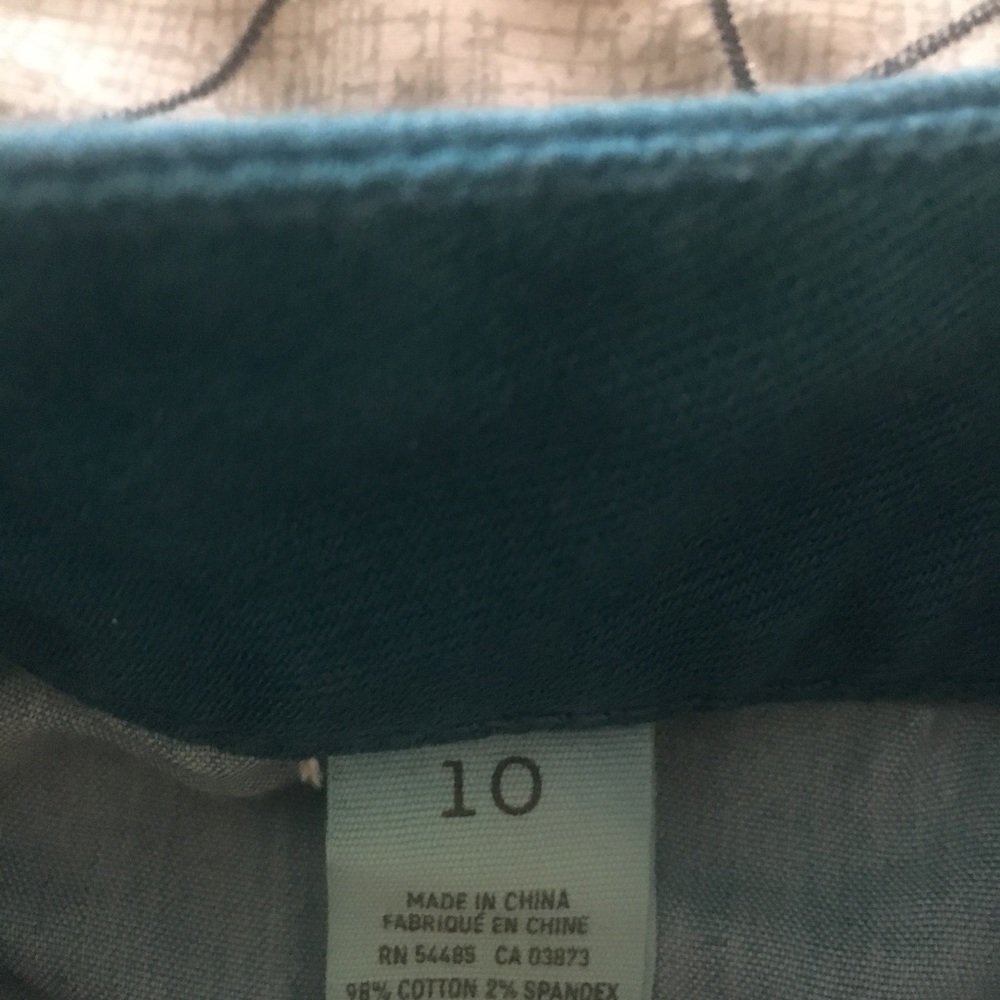 10
MADE IN CHINA
FABRIQUÉ EN CHINE
RN 54485 CA 03873
98% COTTON 2% SPANDEX